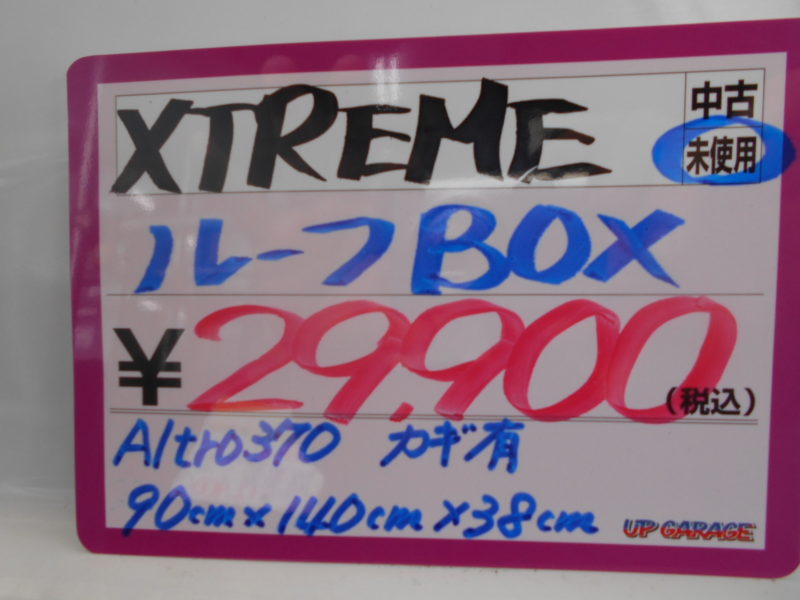 XTREME
中古
未使用
ルーフBOX
¥29,900
(税込)
Altro370 カギ有
90cm×140cm×38cm
UP GARAGE